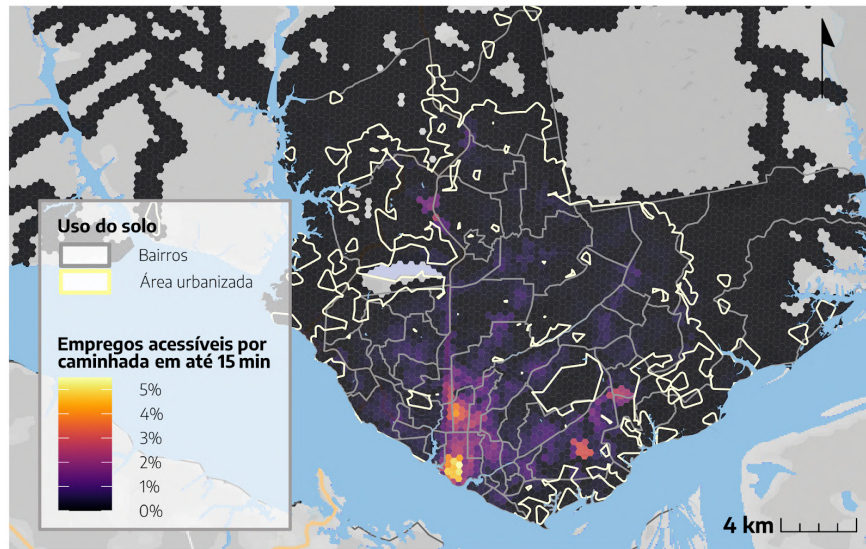 Uso do solo
Bairros
Área urbanizada
Empregos acessíveis por
caminhada em até 15 min
5%
4%
3%
2%
1%
0%
4 km